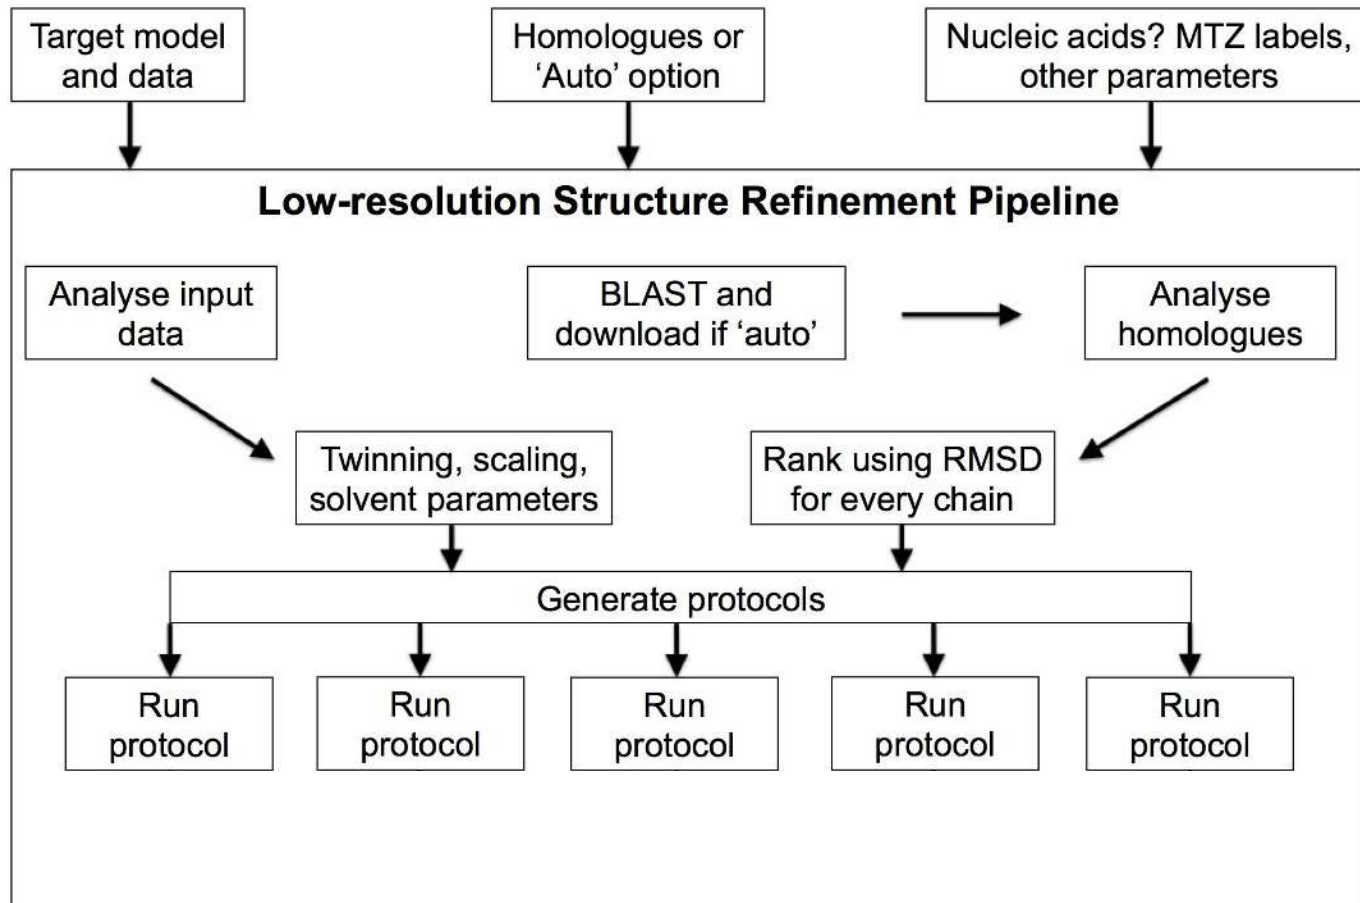 Target model
and data
Homologues or
‘Auto’ option
Nucleic acids? MTZ labels,
other parameters
Low-resolution Structure Refinement Pipeline
Analyse input
data
BLAST and
download if ‘auto’
Analyse
homologues
Twinning, scaling,
solvent parameters
Rank using RMSD
for every chain
Generate protocols
Run
protocol
Run
protocol
Run
protocol
Run
protocol
Run
protocol